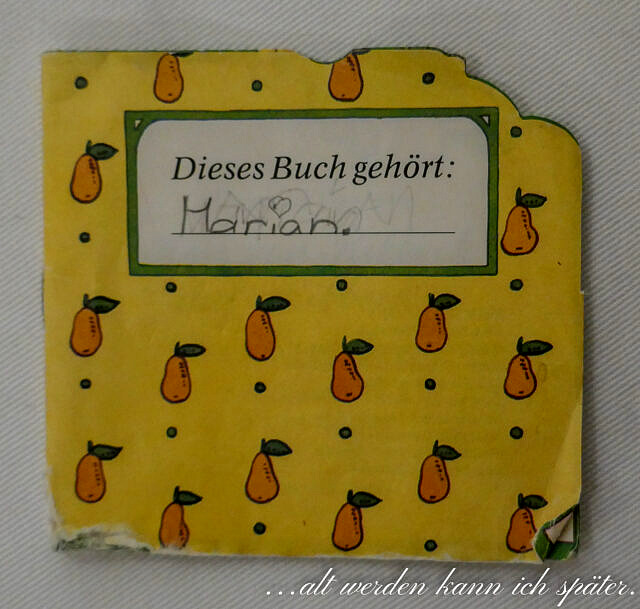 Dieses Buch gehört:
Marian.
...alt werden kann ich später.